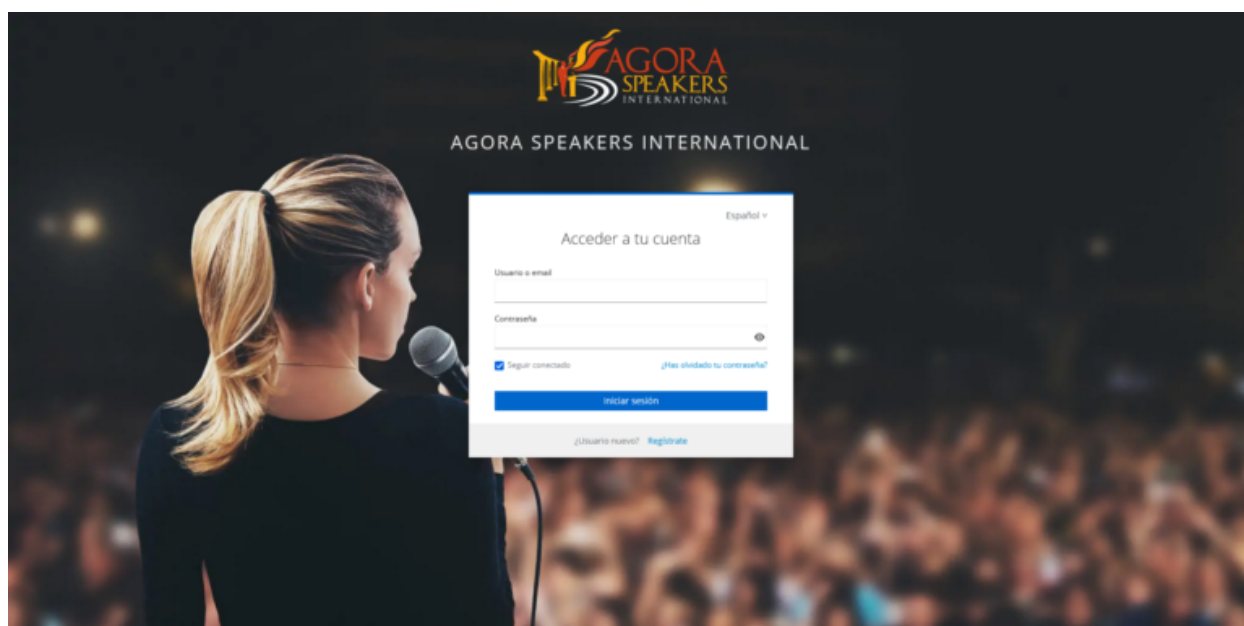 AGORA
SPEAKERS
INTERNATIONAL
AGORA SPEAKERS INTERNATIONAL
Español
Acceder a tu cuenta
Usuario o email
Contraseña
Seguir conectado ¿Has olvidado tu contraseña?
Iniciar sesión
¿Usuario nuevo? Regístrate